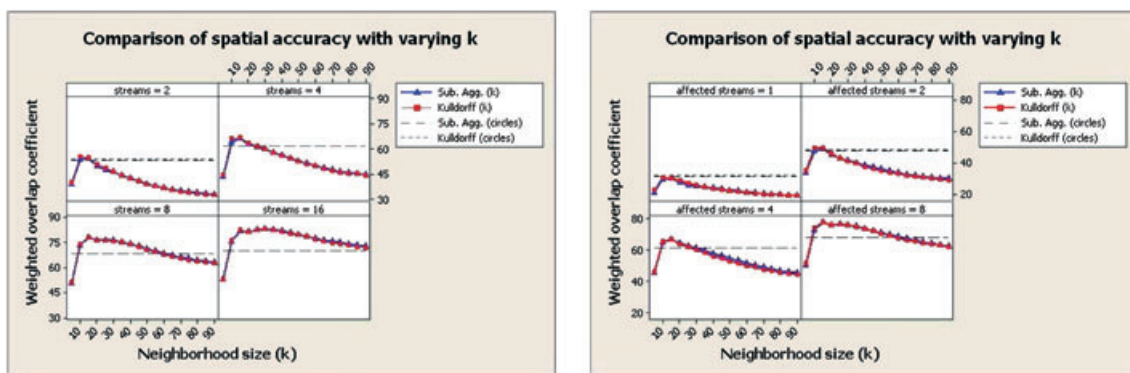 Comparison of spatial accuracy with varying k
10 20 30 40 50 60 70 80 90
streams = 2
streams = 4
90
75
60
45
30
streams = 8
streams = 16
90
75
60
45
30
10 20 30 40 50 60 70 80 90
Weighted overlap coefficient
Neighborhood size (k)
Sub. Agg. (k)
Kulldorff (k)
Sub. Agg. (circles)
Kulldorff (circles)
Comparison of spatial accuracy with varying k
10 20 30 40 50 60 70 80 90
affected streams = 1
affected streams = 2
80
60
40
20
affected streams = 4
affected streams = 8
80
60
40
20
10 20 30 40 50 60 70 80 90
Weighted overlap coefficient
Neighborhood size (k)
Sub. Agg. (k)
Kulldorff (k)
Sub. Agg. (circles)
Kulldorff (circles)